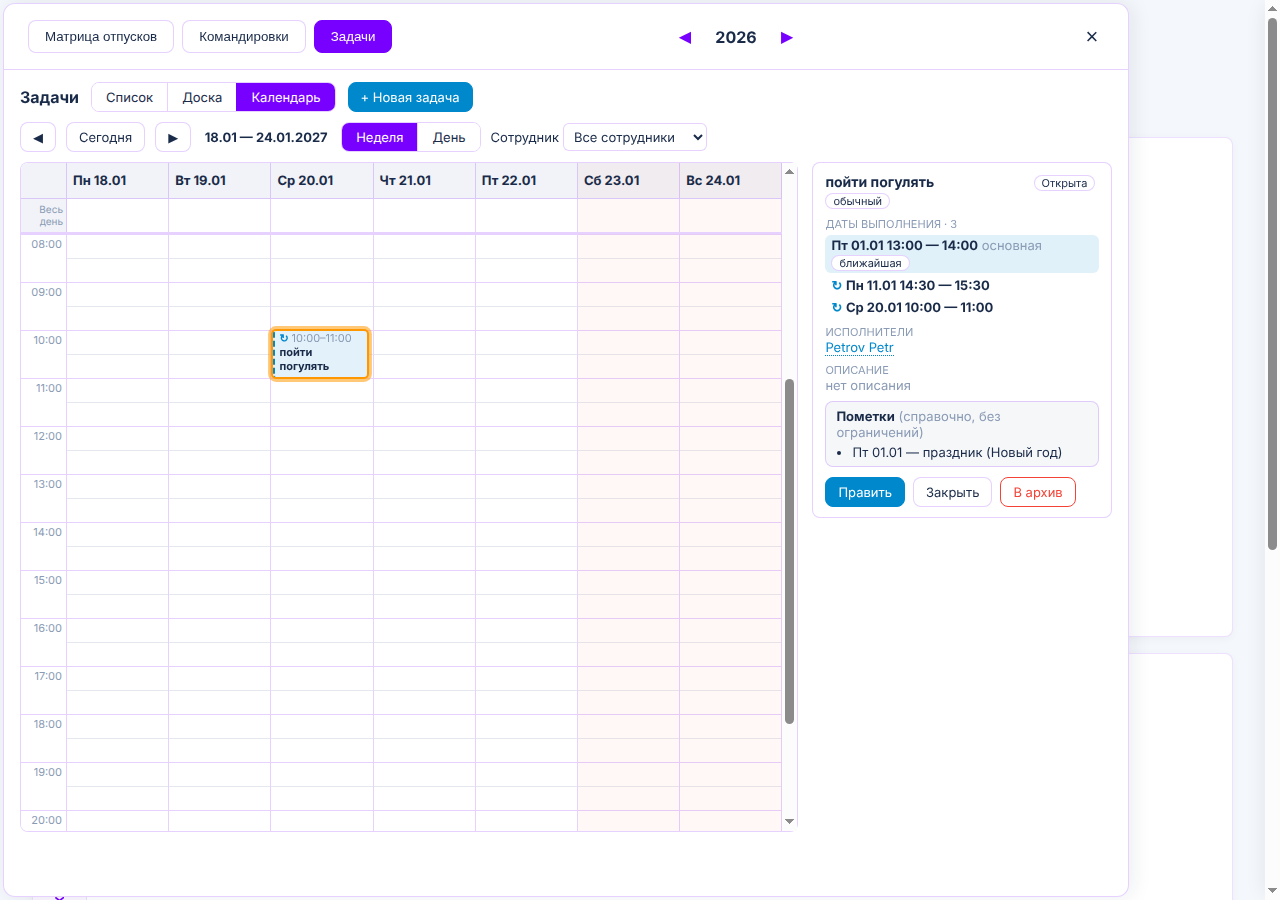 Матрица отпусков Командировки Задачи ◀ 2026 ▶ ×
Задачи Список Доска Календарь + Новая задача
◀ Сегодня ▶ 18.01 — 24.01.2027 Неделя День Сотрудник Все сотрудники
Пн 18.01 Вт 19.01 Ср 20.01 Чт 21.01 Пт 22.01 Сб 23.01 Вс 24.01
Весь
день
08:00
09:00
10:00
11:00
12:00
13:00
14:00
15:00
16:00
17:00
18:00
19:00
20:00
↻ 10:00–11:00
пойти
погулять
пойти погулять Открыта
обычный
ДАТЫ ВЫПОЛНЕНИЯ · 3
Пт 01.01 13:00 — 14:00 основная
ближайшая
↻ Пн 11.01 14:30 — 15:30
↻ Ср 20.01 10:00 — 11:00
ИСПОЛНИТЕЛИ
Petrov Petr
ОПИСАНИЕ
нет описания
Пометки (справочно, без
ограничений)
• Пт 01.01 — праздник (Новый год)
Править Закрыть В архив